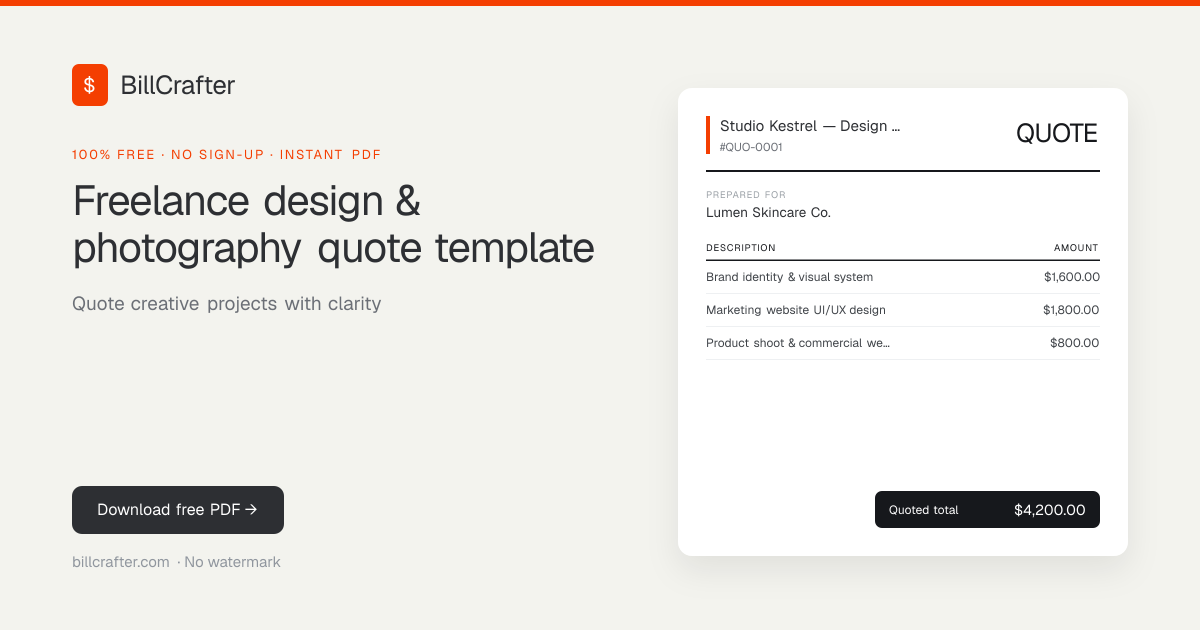 $ BillCrafter
100% FREE · NO SIGN-UP · INSTANT PDF
Freelance design &
photography quote template
Quote creative projects with clarity
Download free PDF →
billcrafter.com · No watermark
Studio Kestrel — Design …
#QUO-0001
QUOTE
PREPARED FOR
Lumen Skincare Co.
DESCRIPTION AMOUNT
Brand identity & visual system $1,600.00
Marketing website UI/UX design $1,800.00
Product shoot & commercial we… $800.00
Quoted total $4,200.00